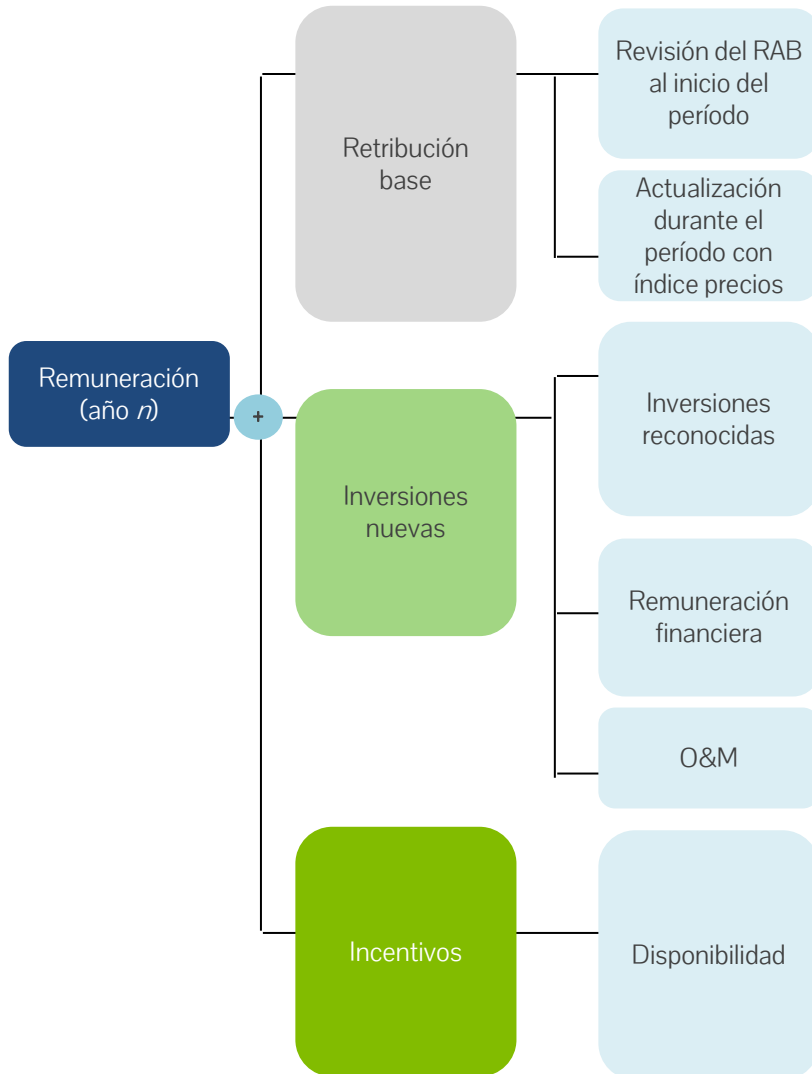 Remuneración
(año n)
+
Retribución
base
Revisión del RAB
al inicio del
período
Actualización
durante el
período con
índice precios
Inversiones
nuevas
Inversiones
reconocidas
Remuneración
financiera
O&M
Incentivos
Disponibilidad